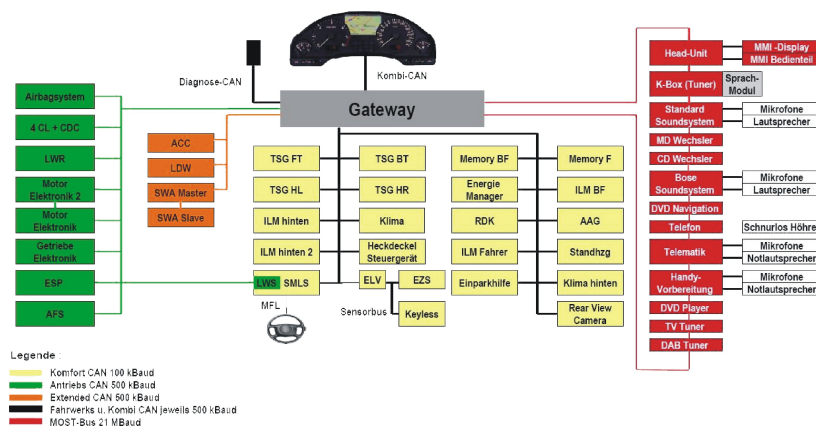 Diagnose-CAN
Kombi-CAN
Gateway
Airbagsystem
4 CL + CDC
LWR
Motor
Elektronik 2
Motor
Elektronik
Getriebe
Elektronik
ESP
AFS
ACC
LDW
SWA Master
SWA Slave
TSG FT
TSG BT
TSG HL
TSG HR
ILM hinten
Klima
ILM hinten 2
Heckdeckel
Steuergerät
LWS SMLS
ELV
EZS
MFL
Sensorbus
Keyless
Memory BF
Memory F
Energie
Manager
ILM BF
RDK
AAG
ILM Fahrer
Standhzg
Einparkhilfe
Klima hinten
Rear View
Camera
Head-Unit
MMI -Display
MMI Bedienteil
K-Box (Tuner)
Sprach-
Modul
Standard
Soundsystem
Mikrofone
Lautsprecher
MD Wechsler
CD Wechsler
Bose
Soundsystem
Mikrofone
Lautsprecher
DVD Navigation
Telefon
Schnurlos Höhrer
Telematik
Mikrofone
Notlautsprecher
Handy-
Vorbereitung
Mikrofone
Notlautsprecher
DVD Player
TV Tuner
DAB Tuner
Legende :
Komfort CAN 100 kBaud
Antriebs CAN 500 kBaud
Extended CAN 500 kBaud
Fahrwerks u. Kombi CAN jeweils 500 kBaud
MOST-Bus 21 MBaud